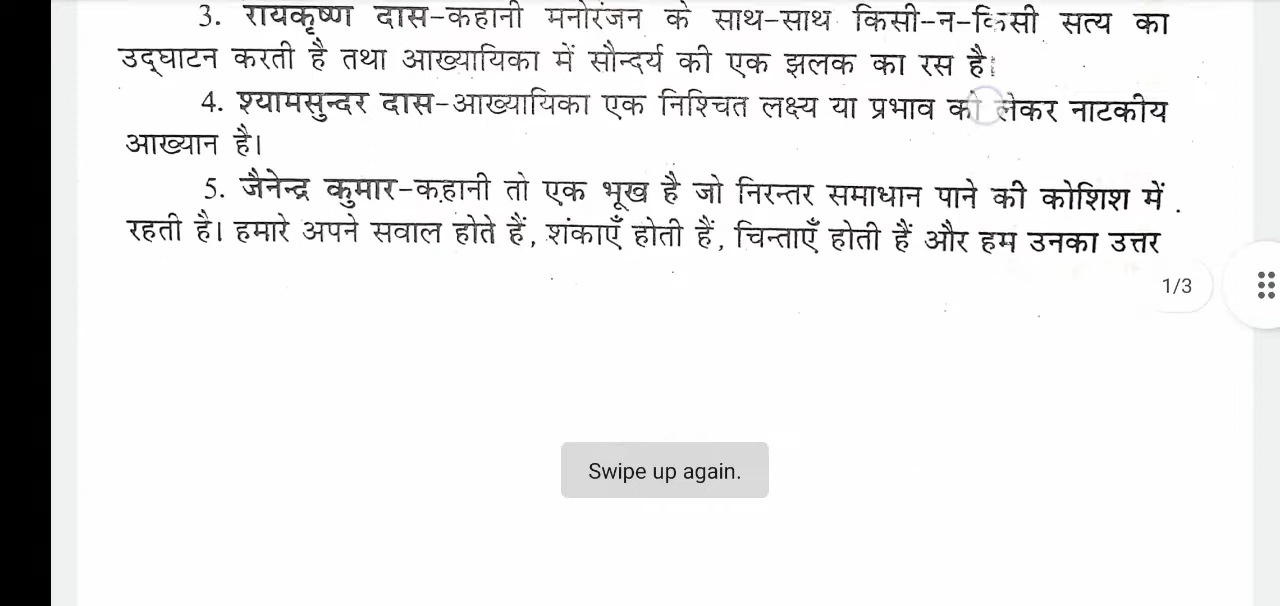 3. रायकृष्ण दास-कहानी मनोरंजन के साथ-साथ किसी-न-किसी सत्य का
उद्घाटन करती है तथा आख्यायिका में सौन्दर्य की एक झलक का रस है।
4. श्यामसुन्दर दास-आख्यायिका एक निश्चित लक्ष्य या प्रभाव को लेकर नाटकीय
आख्यान है।
5. जैनेन्द्र कुमार-कहानी तो एक भूख है जो निरन्तर समाधान पाने की कोशिश में
रहती है। हमारे अपने सवाल होते हैं, शंकाएँ होती हैं, चिन्ताएँ होती हैं और हम उनका उत्तर
1/3
Swipe up again.